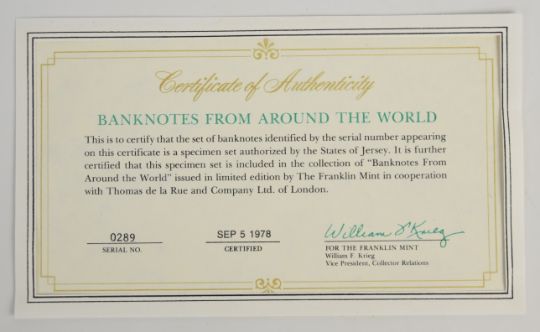 Certificate of Authenticity
BANKNOTES FROM AROUND THE WORLD
This is to certify that the set of banknotes identified by the serial number appearing
on this certificate is a specimen set authorized by the States of Jersey. It is further
certified that this specimen set is included in the collection of "Banknotes From
Around the World" issued in limited edition by The Franklin Mint in cooperation
with Thomas de la Rue and Company Ltd. of London.
0289
SERIAL NO.
SEP 5 1978
CERTIFIED
William F Krieg
FOR THE FRANKLIN MINT
William F. Krieg
Vice President, Collector Relations